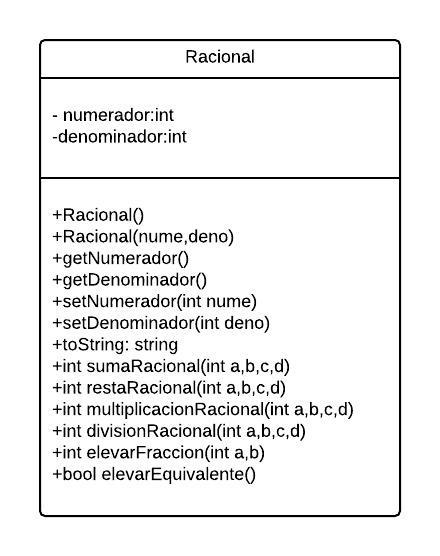 Racional
- numerador:int
-denominador:int
+Racional()
+Racional(nume,deno)
+getNumerador()
+getDenominador()
+setNumerador(int nume)
+setDenominador(int deno)
+toString: string
+int sumaRacional(int a,b,c,d)
+int restaRacional(int a,b,c,d)
+int multiplicacionRacional(int a,b,c,d)
+int divisionRacional(int a,b,c,d)
+int elevarFraccion(int a,b)
+bool elevarEquivalente()